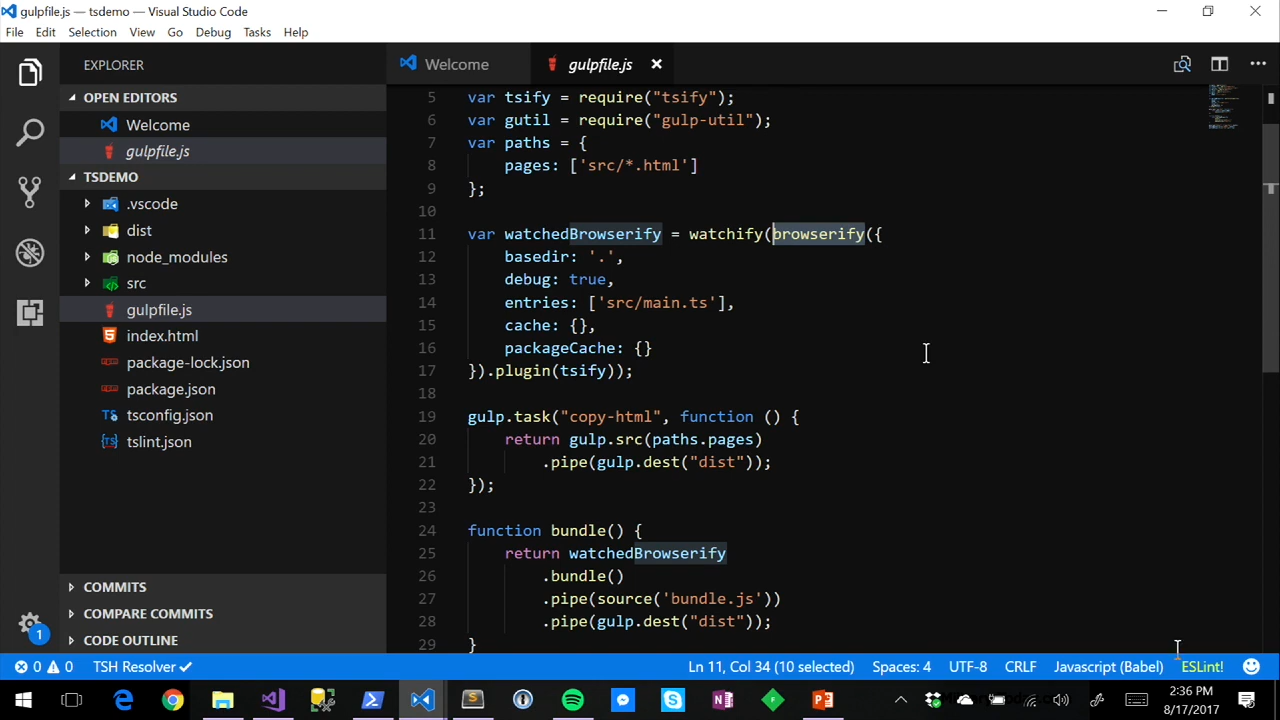 gulpfile.js — tsdemo — Visual Studio Code
File Edit Selection View Go Debug Tasks Help
EXPLORER
OPEN EDITORS
Welcome
gulpfile.js
TSDEMO
.vscode
dist
node_modules
src
gulpfile.js
index.html
package-lock.json
package.json
tsconfig.json
tslint.json
COMMITS
COMPARE COMMITS
CODE OUTLINE
1
Welcome
gulpfile.js
5 var tsify = require("tsify");
6 var gutil = require("gulp-util");
7 var paths = {
8 pages: ['src/*.html']
9 };
10
11 var watchedBrowserify = watchify(browserify({
12 basedir: '.',
13 debug: true,
14 entries: ['src/main.ts'],
15 cache: {},
16 packageCache: {}
17 }).plugin(tsify));
18
19 gulp.task("copy-html", function () {
20 return gulp.src(paths.pages)
21 .pipe(gulp.dest("dist"));
22 });
23
24 function bundle() {
25 return watchedBrowserify
26 .bundle()
27 .pipe(source('bundle.js'))
28 .pipe(gulp.dest("dist"));
29 }
0 0 TSH Resolver Ln 11, Col 34 (10 selected) Spaces: 4 UTF-8 CRLF Javascript (Babel) ESLint!
2:36 PM
8/17/2017